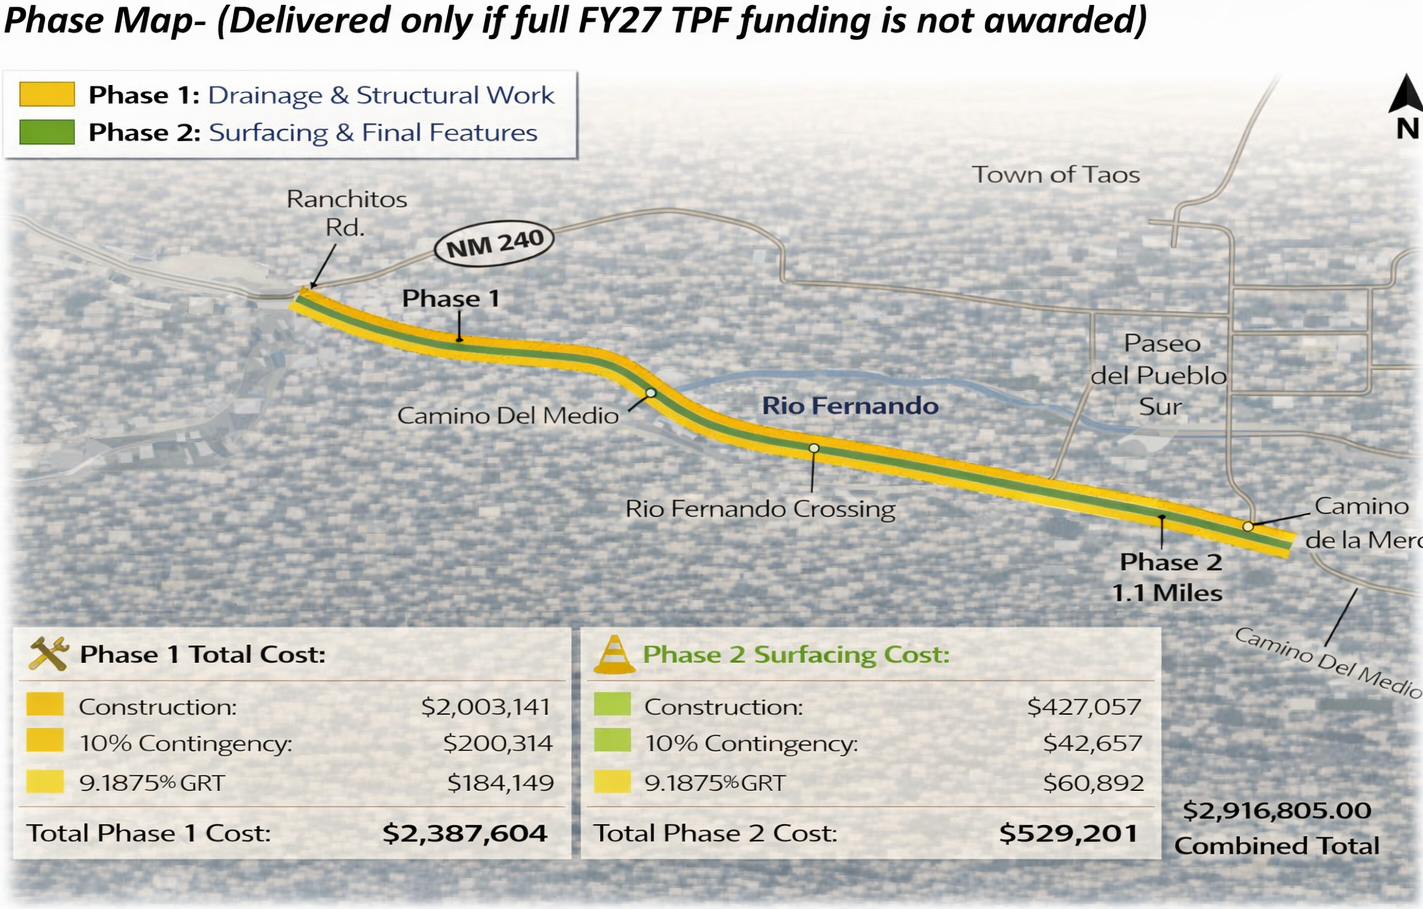 Phase Map- (Delivered only if full FY27 TPF funding is not awarded)
Phase 1: Drainage & Structural Work
Phase 2: Surfacing & Final Features
N
Town of Taos
Ranchitos
Rd.
NM 240
Phase 1
Paseo
del Pueblo
Sur
Camino Del Medio
Rio Fernando
Rio Fernando Crossing
Camino
de la Merc
Phase 2
1.1 Miles
Camino Del Medio
Phase 1 Total Cost:
Construction: $2,003,141
10% Contingency: $200,314
9.1875% GRT $184,149
Total Phase 1 Cost: $2,387,604
Phase 2 Surfacing Cost:
Construction: $427,057
10% Contingency: $42,657
9.1875% GRT $60,892
Total Phase 2 Cost: $529,201
$2,916,805.00
Combined Total